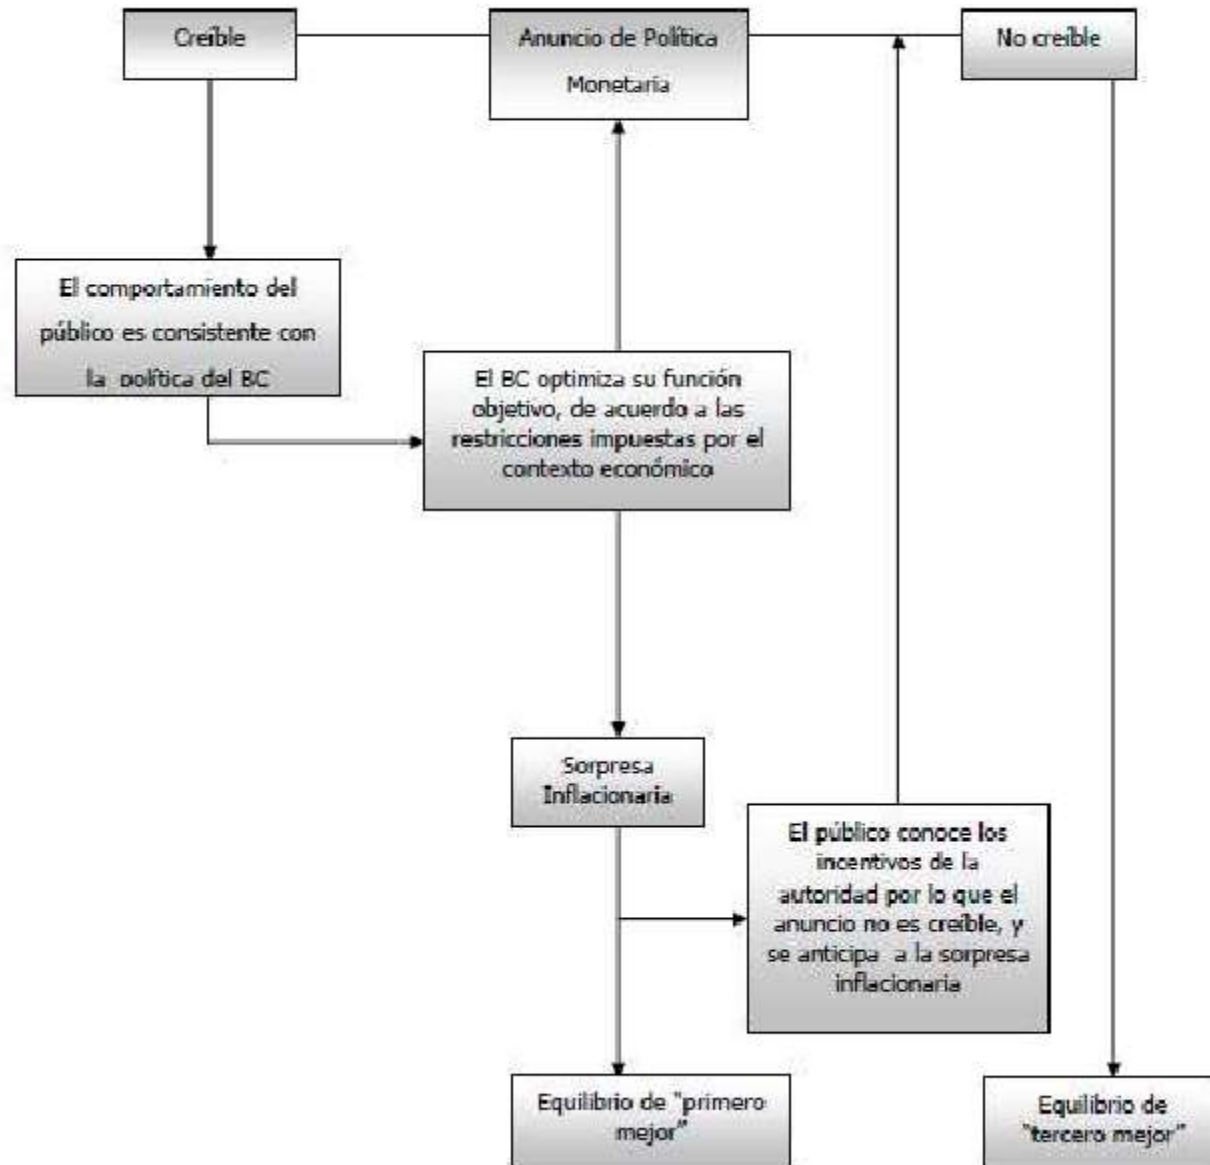 Creíble
Anuncio de Política
Monetaria
No creíble
El comportamiento del
público es consistente con
la política del BC
El BC optimiza su función
objetivo, de acuerdo a las
restricciones impuestas por el
contexto económico
Sorpresa
Inflacionaria
El público conoce los
incentivos de la
autoridad por lo que el
anuncio no es creíble, y
se anticipa a la sorpresa
inflacionaria
Equilibrio de "primero
mejor"
Equilibrio de
"tercero mejor"